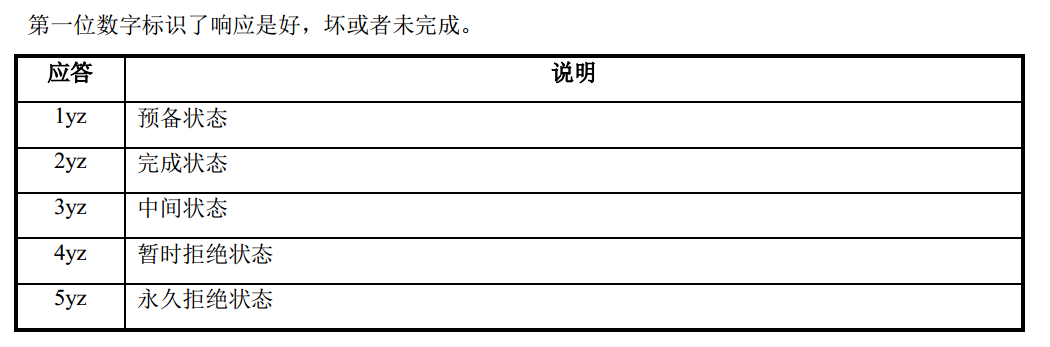 第一位数字标识了响应是好，坏或者未完成。
应答 说明
1yz 预备状态
2yz 完成状态
3yz 中间状态
4yz 暂时拒绝状态
5yz 永久拒绝状态